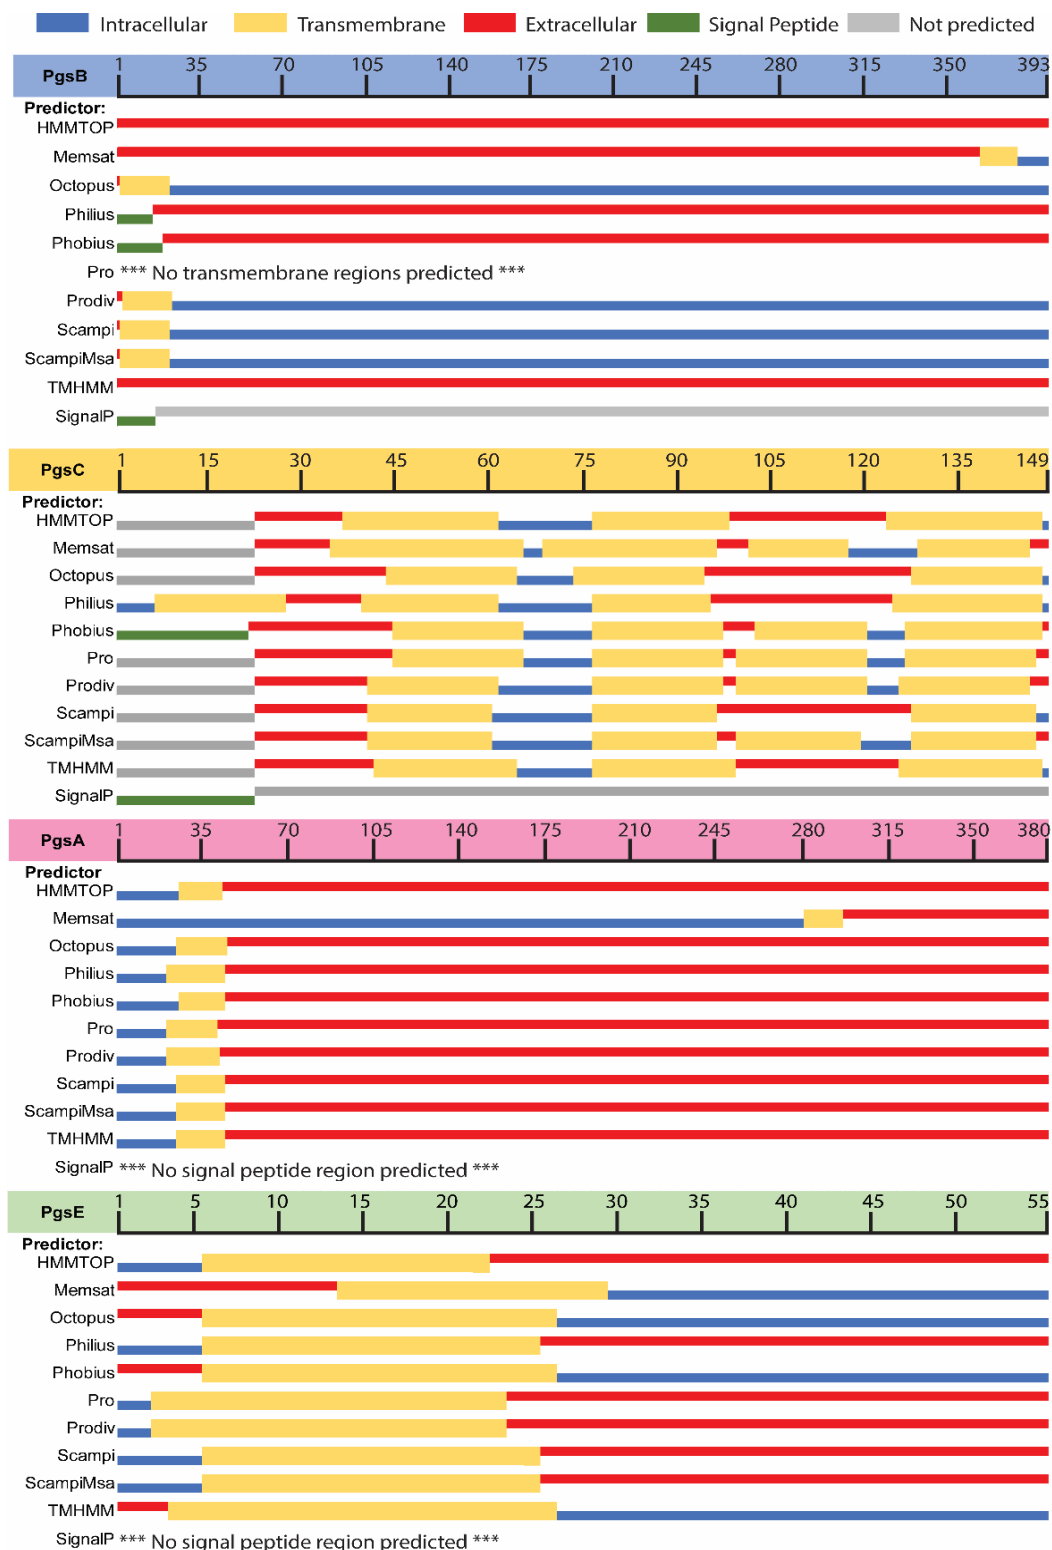 Intracellular Transmembrane Extracellular Signal Peptide Not predicted
PgsB 1 35 70 105 140 175 210 245 280 315 350 393
Predictor:
HMMTOP
Memsat
Octopus
Philius
Phobius
Pro *** No transmembrane regions predicted ***
Prodiv
Scampi
ScampiMsa
TMHMM
SignalP
PgsC 1 15 30 45 60 75 90 105 120 135 149
Predictor:
HMMTOP
Memsat
Octopus
Philius
Phobius
Pro
Prodiv
Scampi
ScampiMsa
TMHMM
SignalP
PgsA 1 35 70 105 140 175 210 245 280 315 350 380
Predictor
HMMTOP
Memsat
Octopus
Philius
Phobius
Pro
Prodiv
Scampi
ScampiMsa
TMHMM
SignalP *** No signal peptide region predicted ***
PgsE 1 5 10 15 20 25 30 35 40 45 50 55
Predictor:
HMMTOP
Memsat
Octopus
Philius
Phobius
Pro
Prodiv
Scampi
ScampiMsa
TMHMM
SignalP *** No signal peptide region predicted ***